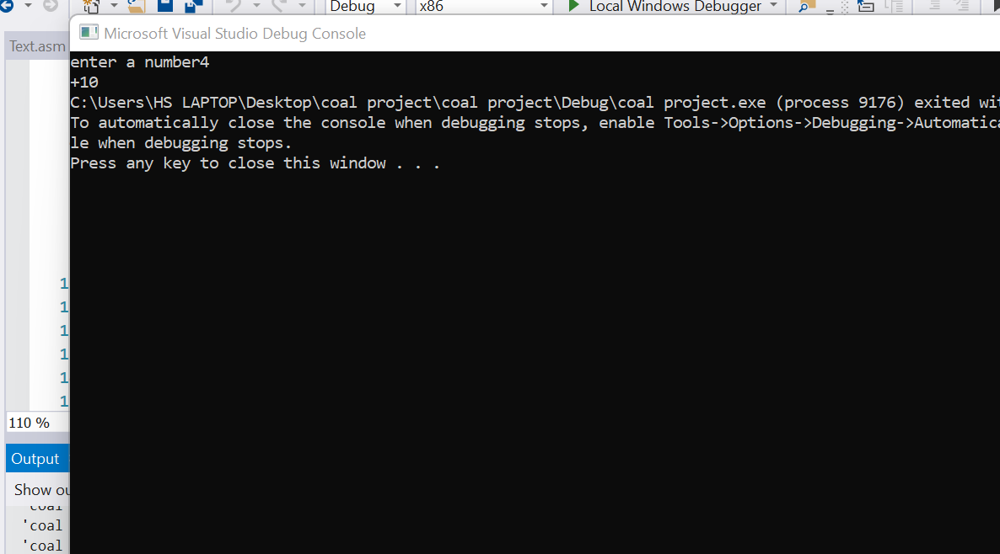 Debug x86 Local Windows Debugger
Microsoft Visual Studio Debug Console
Text.asm
enter a number4
+10
C:\Users\HS LAPTOP\Desktop\coal project\coal project\Debug\coal project.exe (process 9176) exited wit
To automatically close the console when debugging stops, enable Tools->Options->Debugging->Automatica
le when debugging stops.
Press any key to close this window . . .
1
1
1
1
1
1
110 %
Output
Show ou
'coal
'coal
'coal